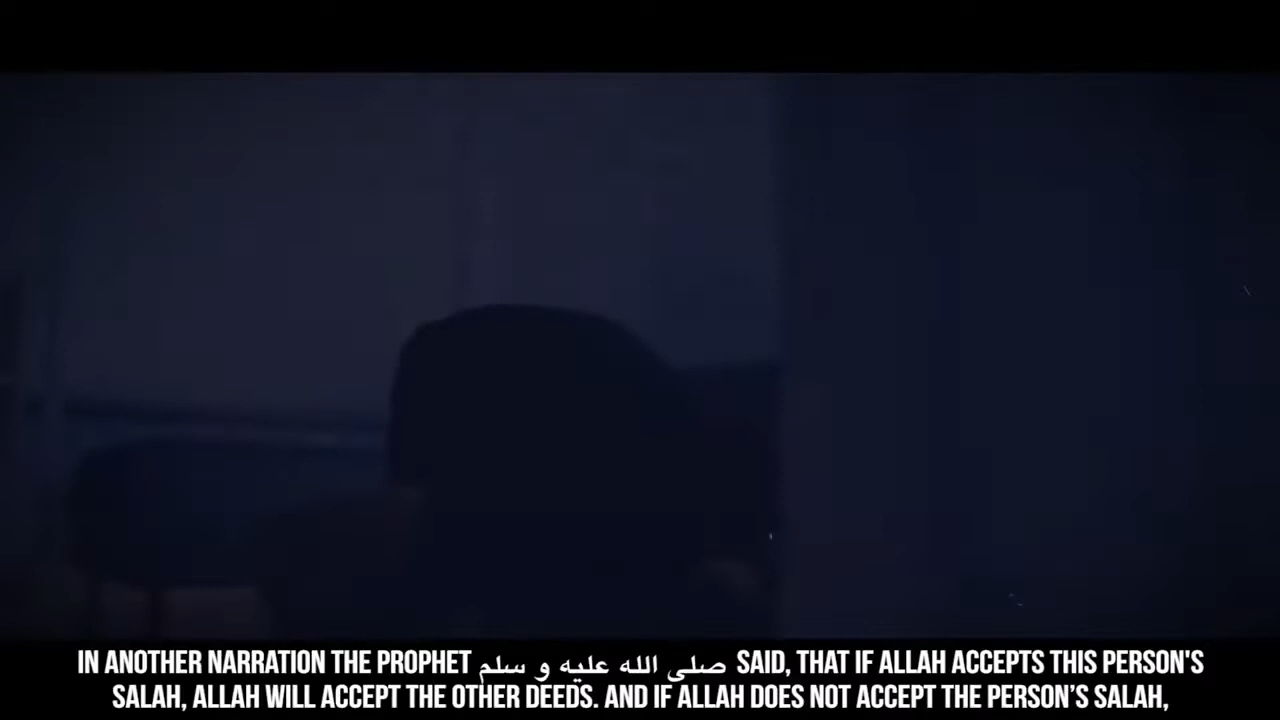 IN ANOTHER NARRATION THE PROPHET صلى الله عليه و سلم SAID, THAT IF ALLAH ACCEPTS THIS PERSON'S
SALAH, ALLAH WILL ACCEPT THE OTHER DEEDS. AND IF ALLAH DOES NOT ACCEPT THE PERSON’S SALAH,